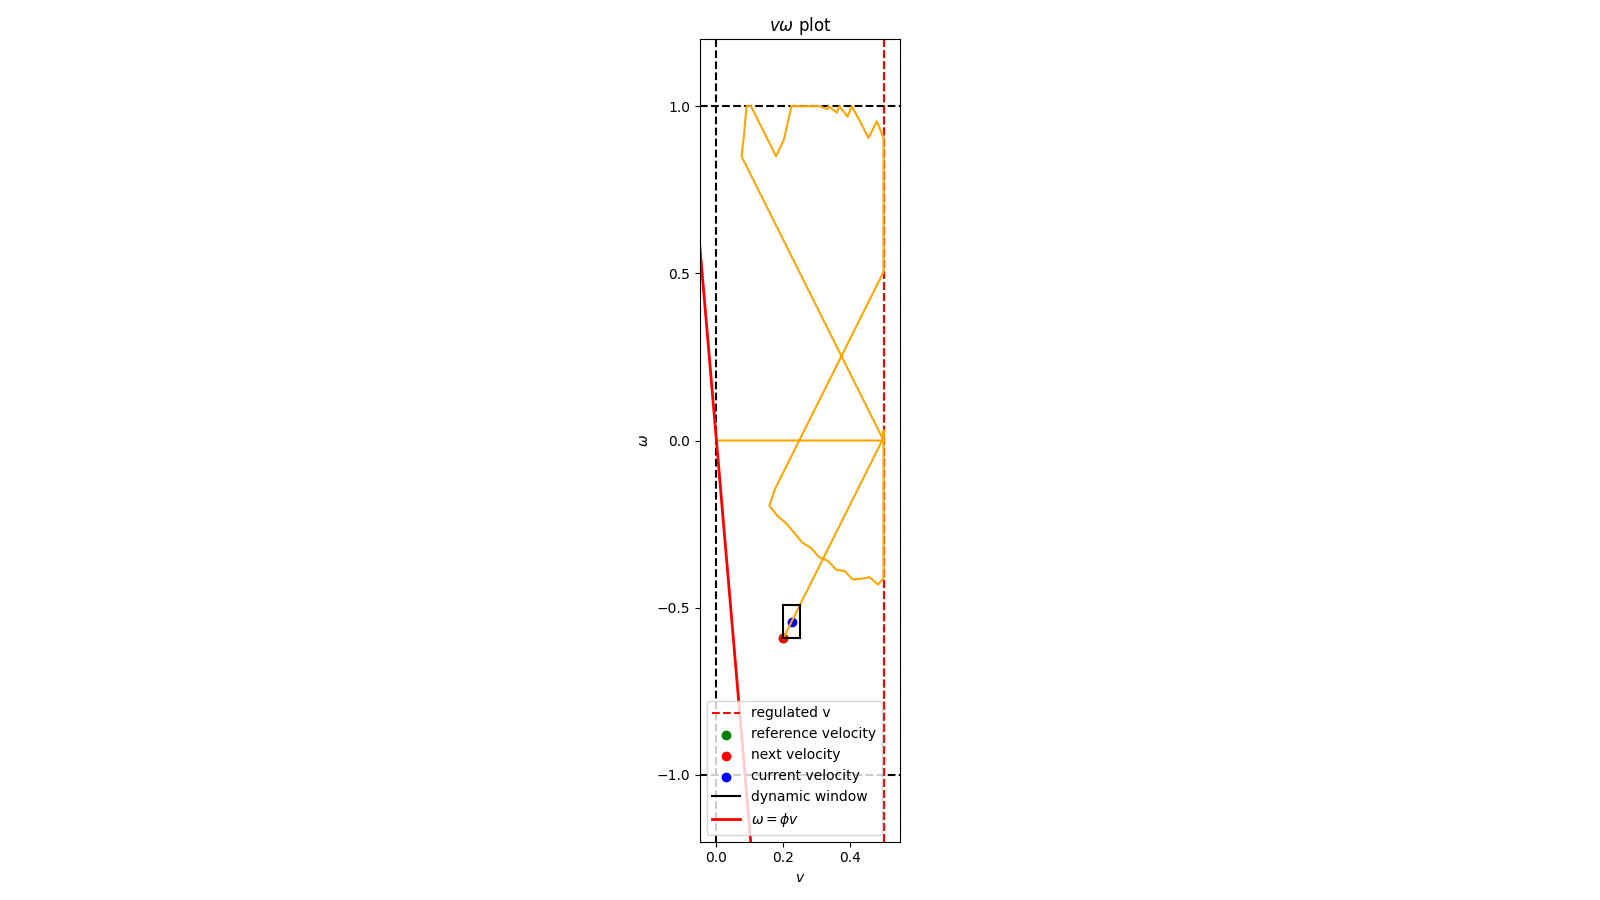 vω plot
1.0
0.5
ω
0.0
−0.5
−1.0
regulated v
reference velocity
next velocity
current velocity
dynamic window
ω = ϕv
0.0 0.2 0.4
v